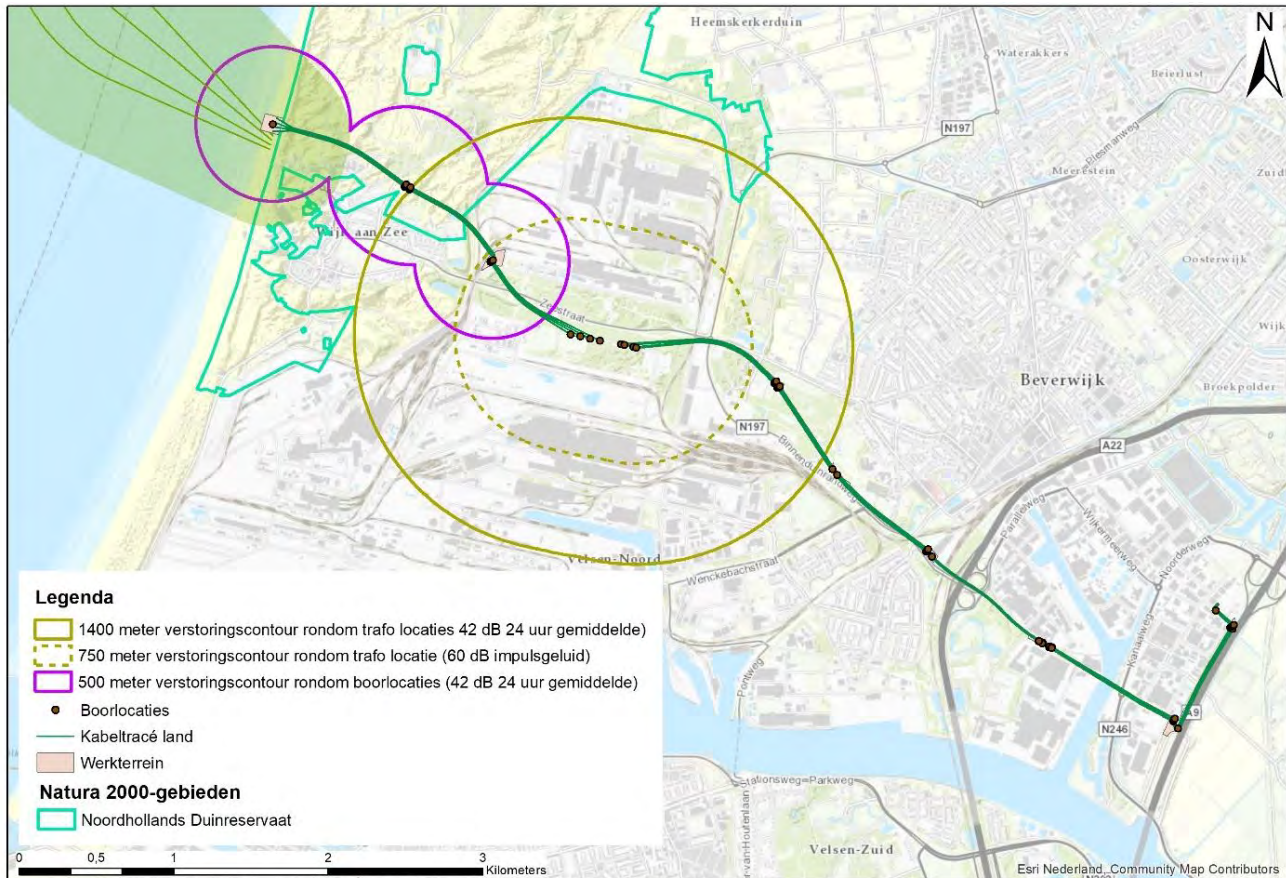 Heemskerkerduin
Waterakkers
Beierlust
N
N197
Plesmanweg
Meerestein
Zuid
Oosterwijk
Wijk aan Zee
Zeestraat
Wijk
Beverwijk
Broekpolder
N197
A22
Binnenduinrandweg
Parallelweg
Wijkermeerweg
Noorderweg
Velsen-Noord
Wenckebachstraat
Kanaalweg
Pontweg
A9
N246
Stationsweg-Parkweg
Velsen-Zuid
Legenda
1400 meter verstoringscontour rondom trafo locaties 42 dB 24 uur gemiddelde)
750 meter verstoringscontour rondom trafo locatie (60 dB impulsgeluid)
500 meter verstoringscontour rondom boorlocaties (42 dB 24 uur gemiddelde)
Boorlocaties
Kabeltracé land
Werkterrein
Natura 2000-gebieden
Noordhollands Duinreservaat
0 0,5 1 2 3
Kilometers
Esri Nederland, Community Map Contributors